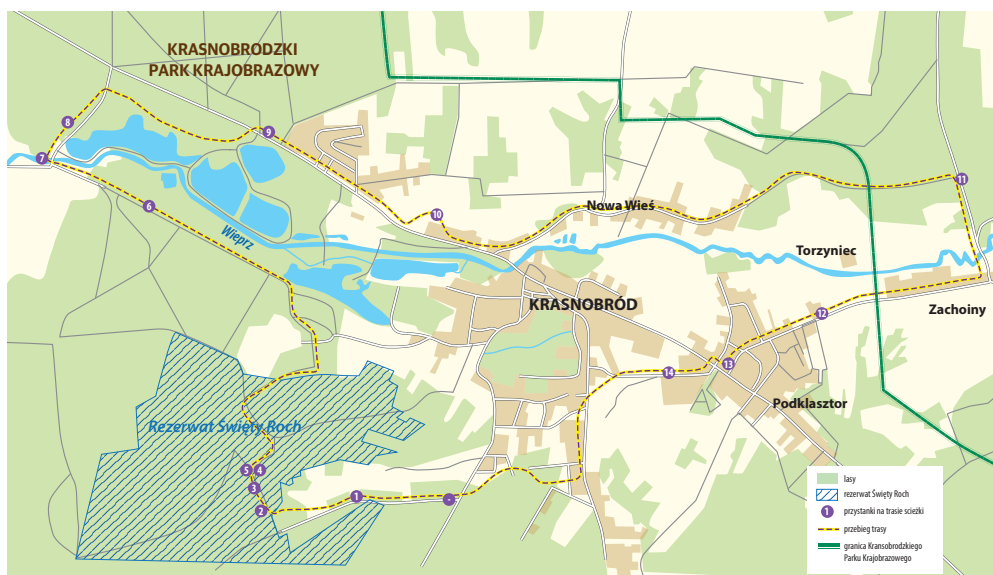 KRASNOBRODZKI
PARK KRAJOBRAZOWY
8
9
7
11
6
10
Nowa Wieś
Wieprz
Torzyniec
KRASNOBRÓD
Zachoiny
12
13
14
Podklasztor
Rezerwat Święty Roch
5 4
3
1
2
lasy
rezerwat Święty Roch
1 przystanki na trasie scieżki
przebieg trasy
granica Kransobrodzkiego
Parku Krajobrazowego